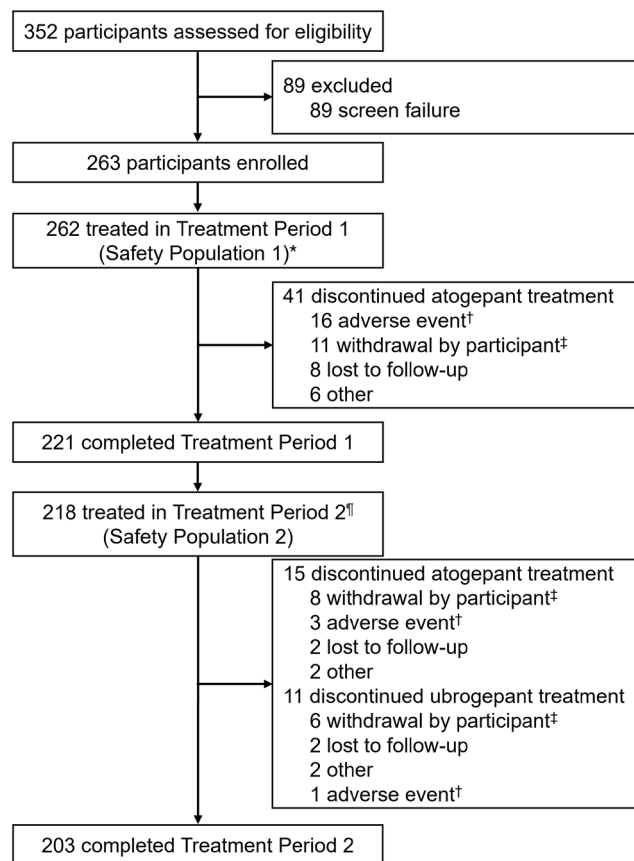 352 participants assessed for eligibility
89 excluded
89 screen failure
263 participants enrolled
262 treated in Treatment Period 1
(Safety Population 1)*
41 discontinued atogepant treatment
16 adverse event†
11 withdrawal by participant‡
8 lost to follow-up
6 other
221 completed Treatment Period 1
218 treated in Treatment Period 2¶
(Safety Population 2)
15 discontinued atogepant treatment
8 withdrawal by participant‡
3 adverse event†
2 lost to follow-up
2 other
11 discontinued ubrogepant treatment
6 withdrawal by participant‡
2 lost to follow-up
2 other
1 adverse event†
203 completed Treatment Period 2